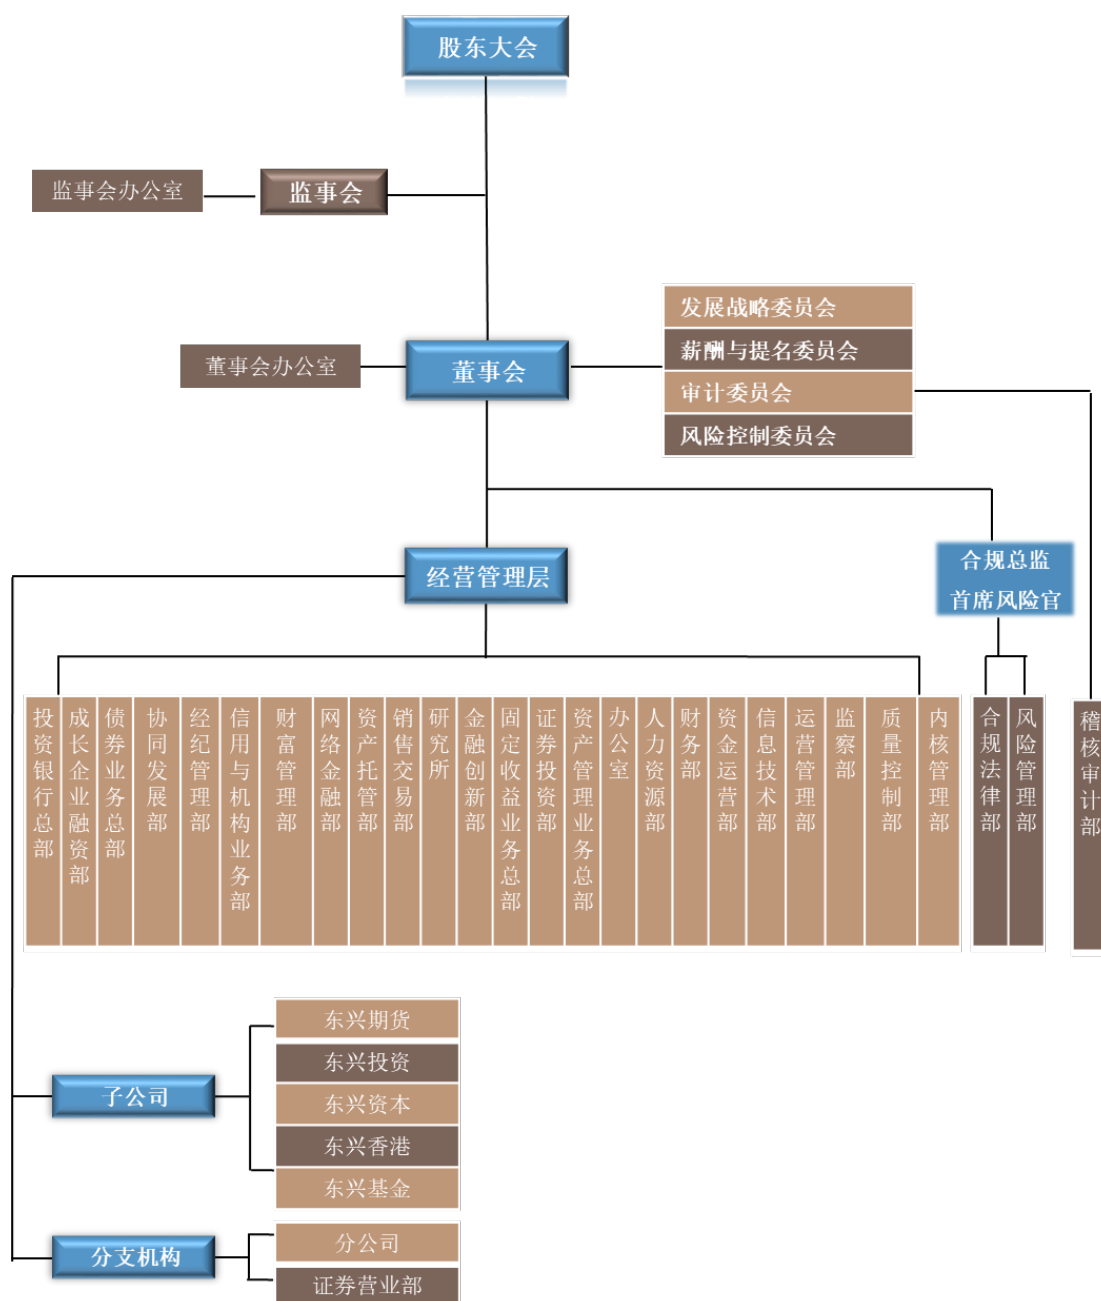 股东大会
监事会办公室
监事会
发展战略委员会
薪酬与提名委员会
审计委员会
风险控制委员会
董事会办公室
董事会
经营管理层
合规总监
首席风险官
投资银行总部
成长企业融资部
债券业务总部
协同发展部
经纪管理部
信用与机构业务部
财富管理部
网络金融部
资产托管部
销售交易部
研究所
金融创新部
固定收益业务总部
证券投资部
资产管理业务总部
办公室
人力资源部
财务部
资金运营部
信息技术部
运营管理部
监察部
质量控制部
内核管理部
合规法律部
风险管理部
稽核审计部
子公司
东兴期货
东兴投资
东兴资本
东兴香港
东兴基金
分支机构
分公司
证券营业部